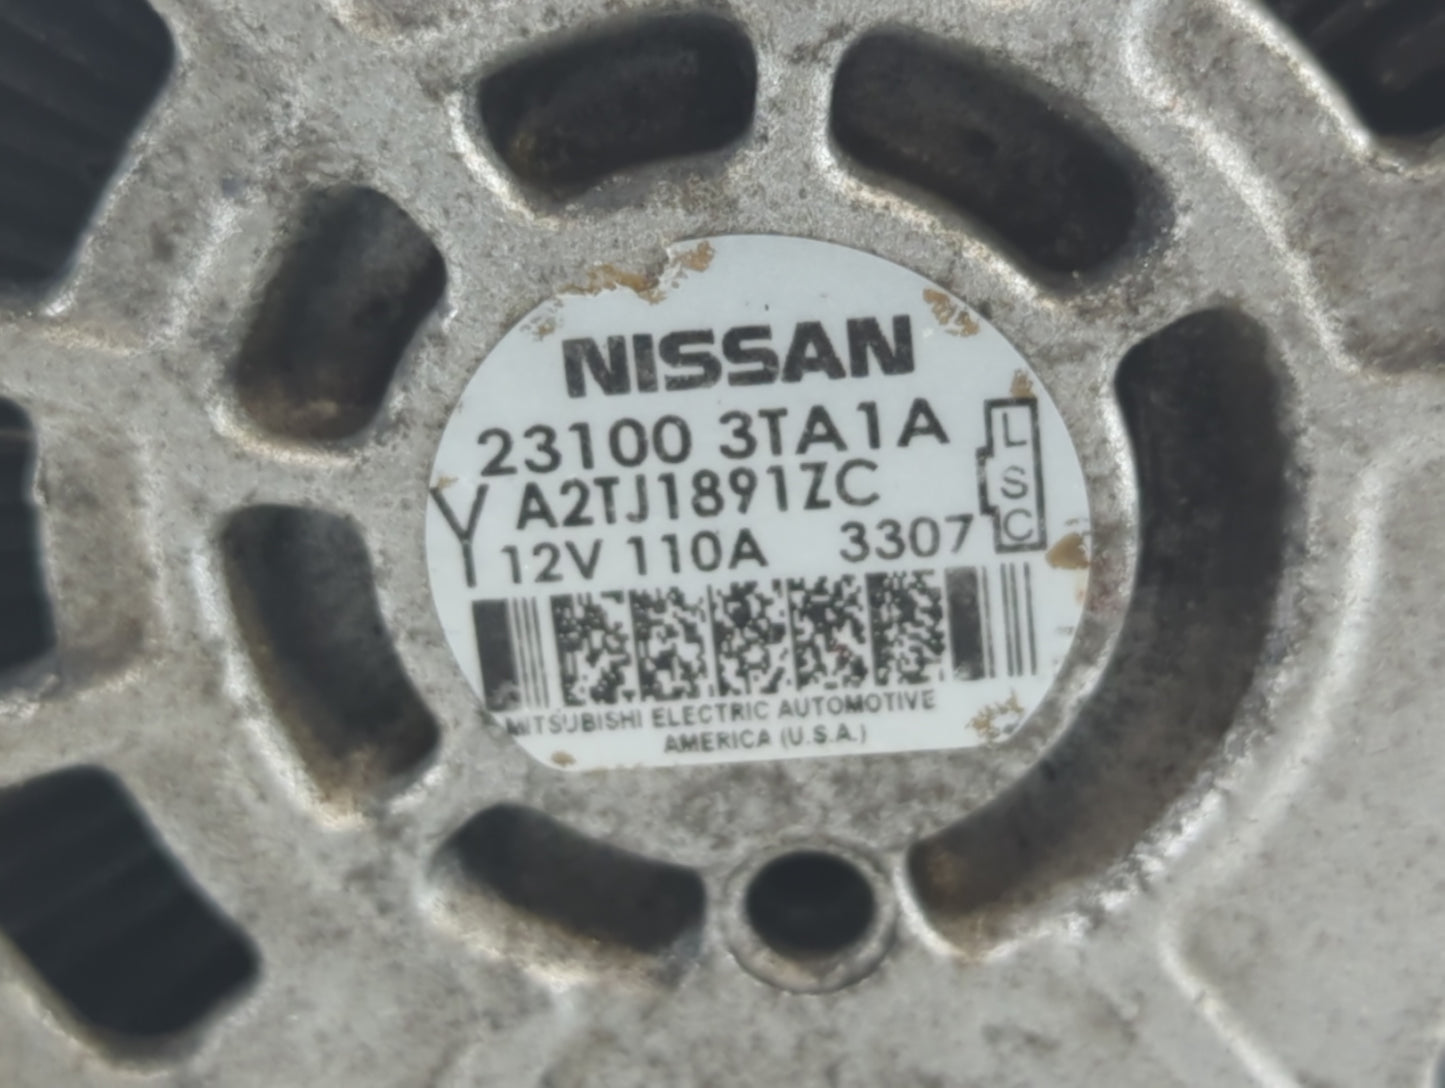 NISSAN
23100 3TA1A
Y A2TJ1891ZC
12V 110A 3307
L
S
C
MITSUBISHI ELECTRIC AUTOMOTIVE
AMERICA (U.S.A.)